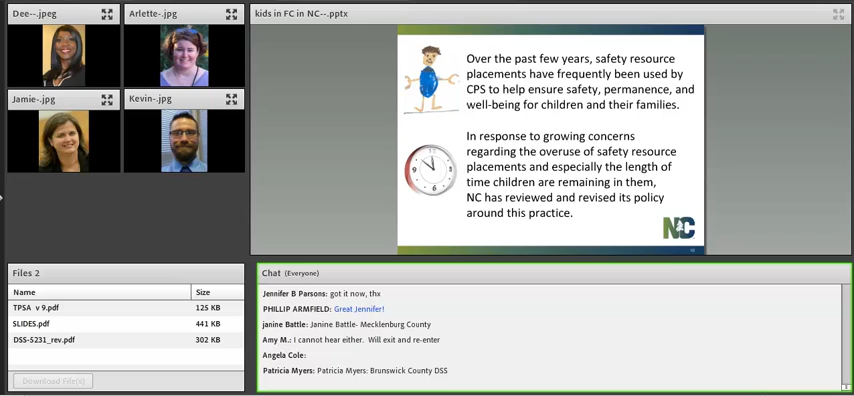 Dee--.jpeg
Arlette-.jpg
Jamie-.jpg
Kevin-.jpg
kids in FC in NC--.pptx
Over the past few years, safety resource
placements have frequently been used by
CPS to help ensure safety, permanence, and
well-being for children and their families.
In response to growing concerns
regarding the overuse of safety resource
placements and especially the length of
time children are remaining in them,
NC has reviewed and revised its policy
around this practice.
NC
Files 2
Name Size
TPSA v 9.pdf 125 KB
SLIDES.pdf 441 KB
DSS-5231_rev.pdf 302 KB
Download File(s)
Chat (Everyone)
Jennifer B Parsons: got it now, thx
PHILLIP ARMFIELD: Great Jennifer!
janine Battle: Janine Battle- Mecklenburg County
Amy M.: I cannot hear either. Will exit and re-enter
Angela Cole:
Patricia Myers: Patricia Myers: Brunswick County DSS